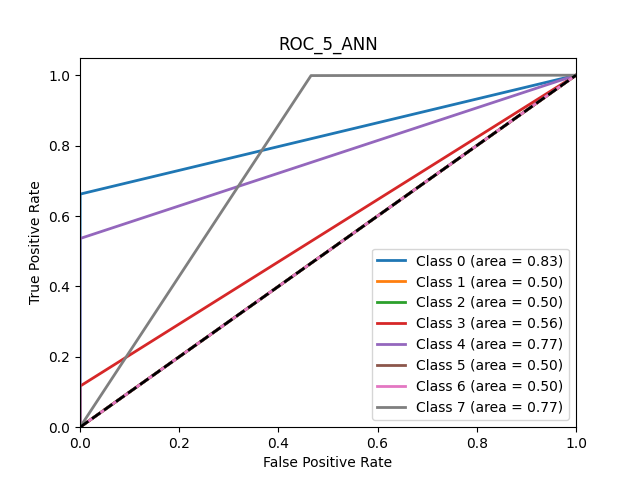 ROC_5_ANN
True Positive Rate
1.0
0.8
0.6
0.4
0.2
0.0
Class 0 (area = 0.83)
Class 1 (area = 0.50)
Class 2 (area = 0.50)
Class 3 (area = 0.56)
Class 4 (area = 0.77)
Class 5 (area = 0.50)
Class 6 (area = 0.50)
Class 7 (area = 0.77)
0.0 0.2 0.4 0.6 0.8 1.0
False Positive Rate